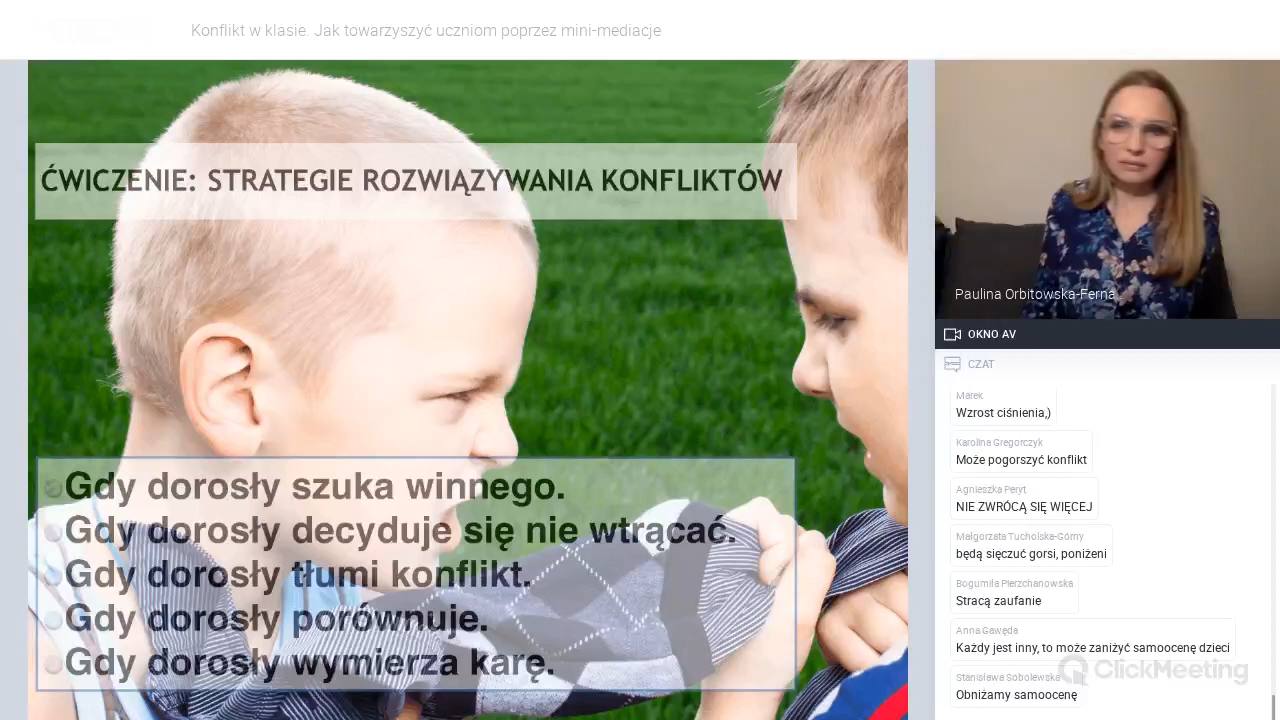 Konflikt w klasie. Jak towarzyszyć uczniom poprzez mini-mediacje
ĆWICZENIE: STRATEGIE ROZWIĄZYWANIA KONFLIKTÓW
Gdy dorosły szuka winnego.
Gdy dorosły decyduje się nie wtrącać.
Gdy dorosły tłumi konflikt.
Gdy dorosły porównuje.
Gdy dorosły wymierza karę.
Paulina Orbitowska-Ferna...
OKNO AV
CZAT
Marek
Wzrost ciśnienia,)
Karolina Gregorczyk
Może pogorszyć konflikt
Agnieszka Peryt
NIE ZWRÓCĄ SIĘ WIĘCEJ
Małgorzata Tucholska-Górny
będą sięczuć gorsi, poniżeni
Bogumiła Pierzchanowska
Stracą zaufanie
Anna Gawęda
Każdy jest inny, to może zaniżyć samoocenę dzieci
Stanisława Sobolewska
Obniżamy samoocenę
ClickMeeting